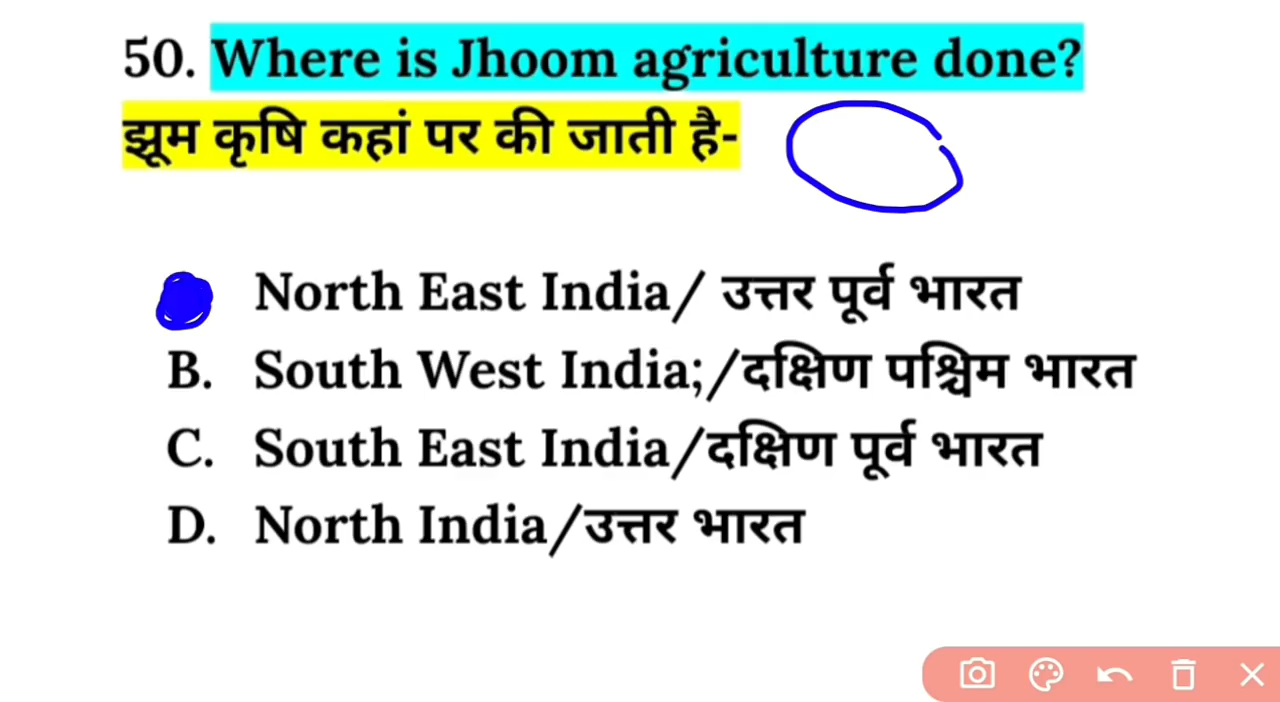 50. Where is Jhoom agriculture done?
झूम कृषि कहां पर की जाती है-
North East India/ उत्तर पूर्व भारत
B. South West India;/दक्षिण पश्चिम भारत
C. South East India/दक्षिण पूर्व भारत
D. North India/उत्तर भारत